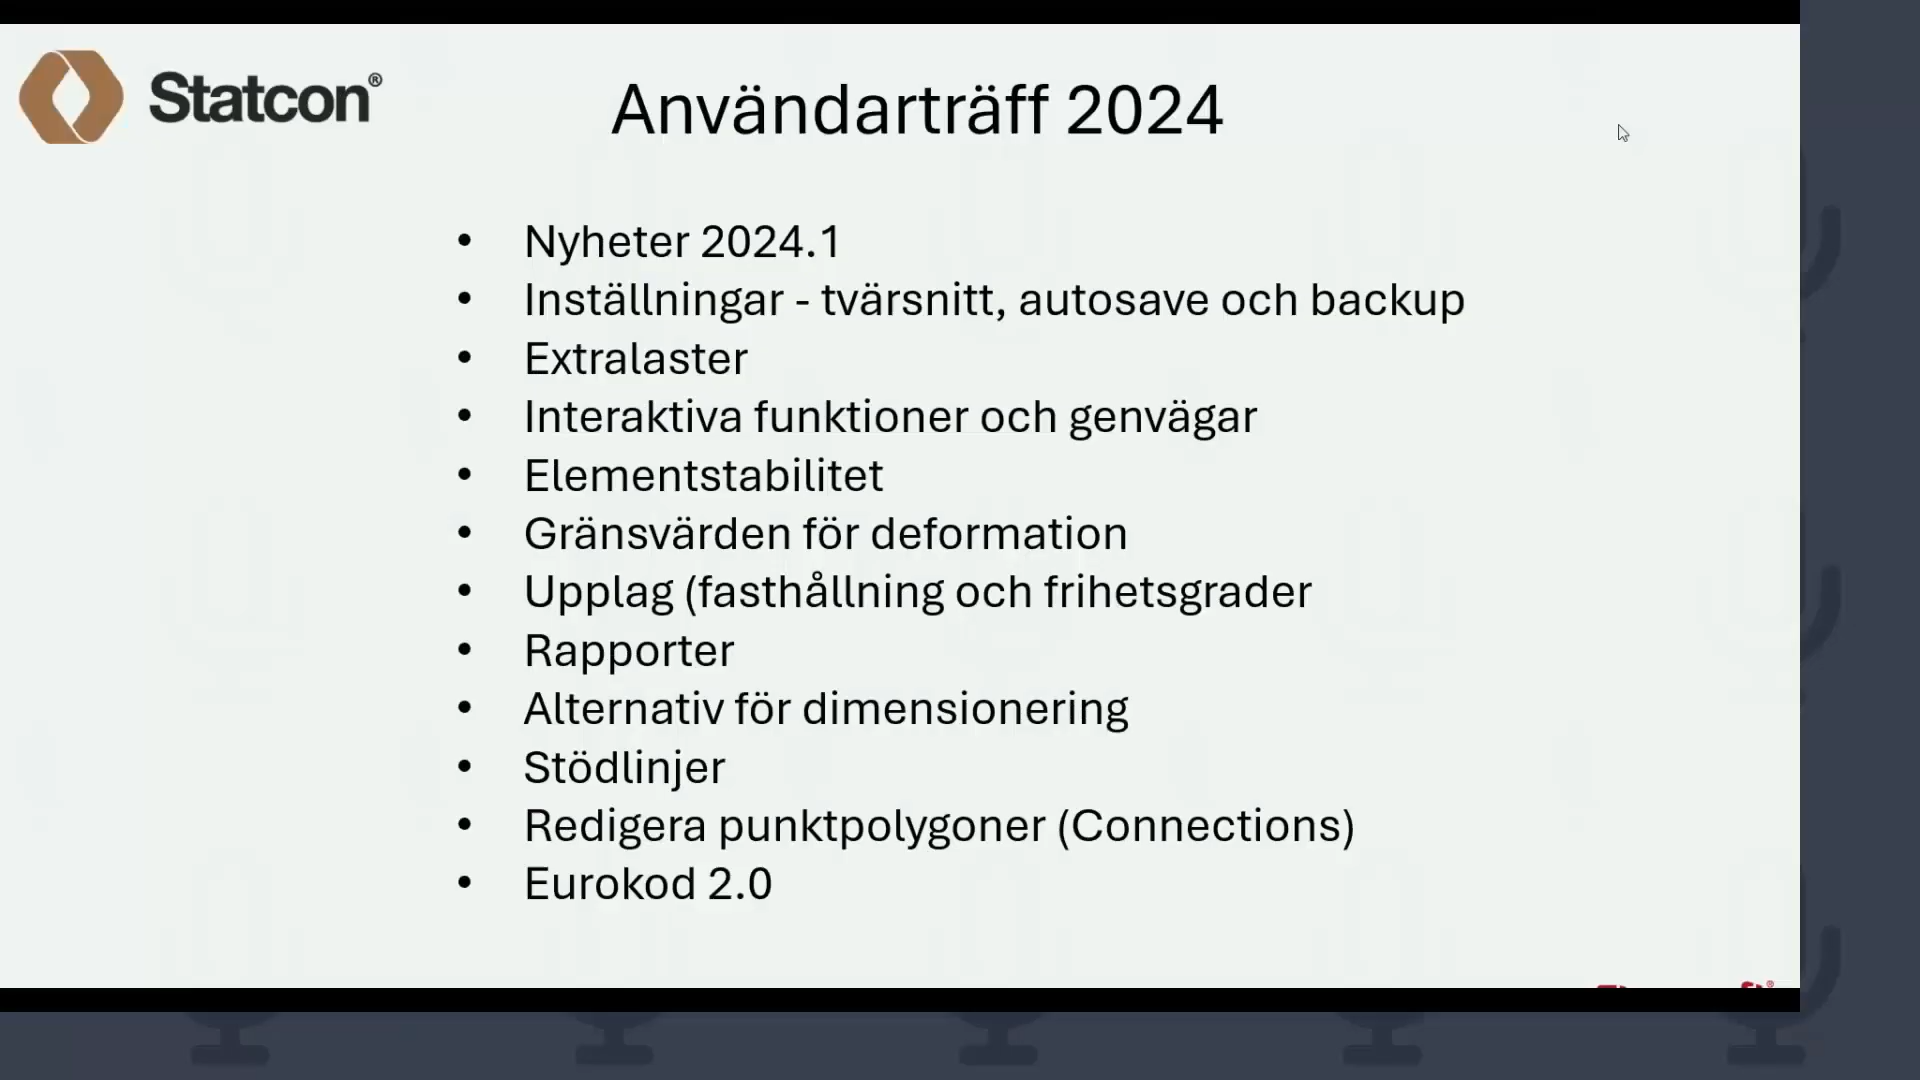 Statcon®
Användarträff 2024
• Nyheter 2024.1
• Inställningar - tvärsnitt, autosave och backup
• Extralaster
• Interaktiva funktioner och genvägar
• Elementstabilitet
• Gränsvärden för deformation
• Upplag (fasthållning och frihetsgrader
• Rapporter
• Alternativ för dimensionering
• Stödlinjer
• Redigera punktpolygoner (Connections)
• Eurokod 2.0